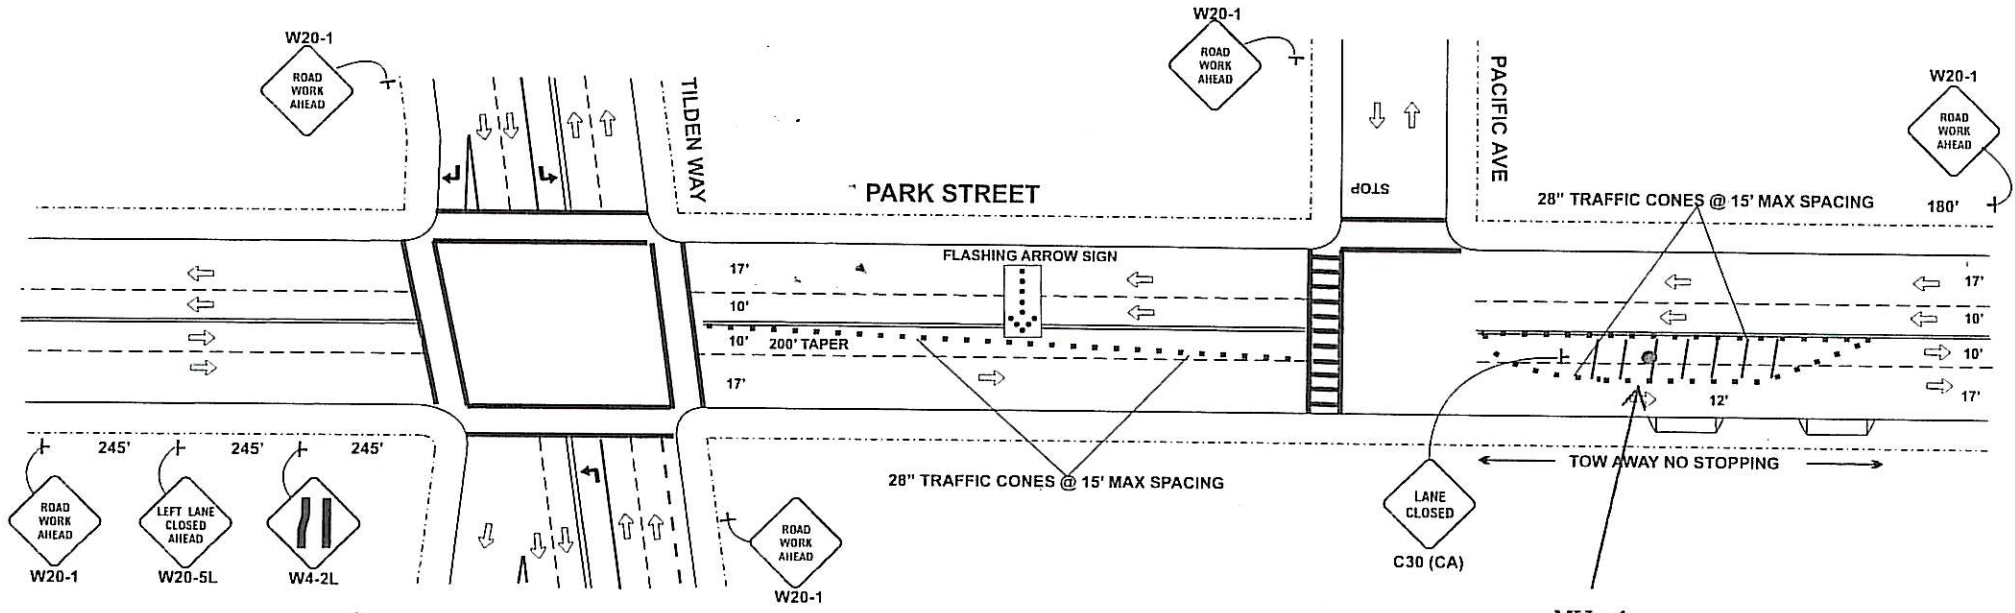 W20-1
ROAD
WORK
AHEAD
TILDEN WAY
PARK STREET
W20-1
ROAD
WORK
AHEAD
STOP
PACIFIC AVE
W20-1
ROAD
WORK
AHEAD
28" TRAFFIC CONES @ 15' MAX SPACING
180'
FLASHING ARROW SIGN
17'
10'
10'
17'
200' TAPER
17'
10'
10'
17'
12'
TOW AWAY NO STOPPING
28" TRAFFIC CONES @ 15' MAX SPACING
LANE
CLOSED
C30 (CA)
245'
245'
245'
ROAD
WORK
AHEAD
W20-1
LEFT LANE
CLOSED
AHEAD
W20-5L
W4-2L
ROAD
WORK
AHEAD
W20-1